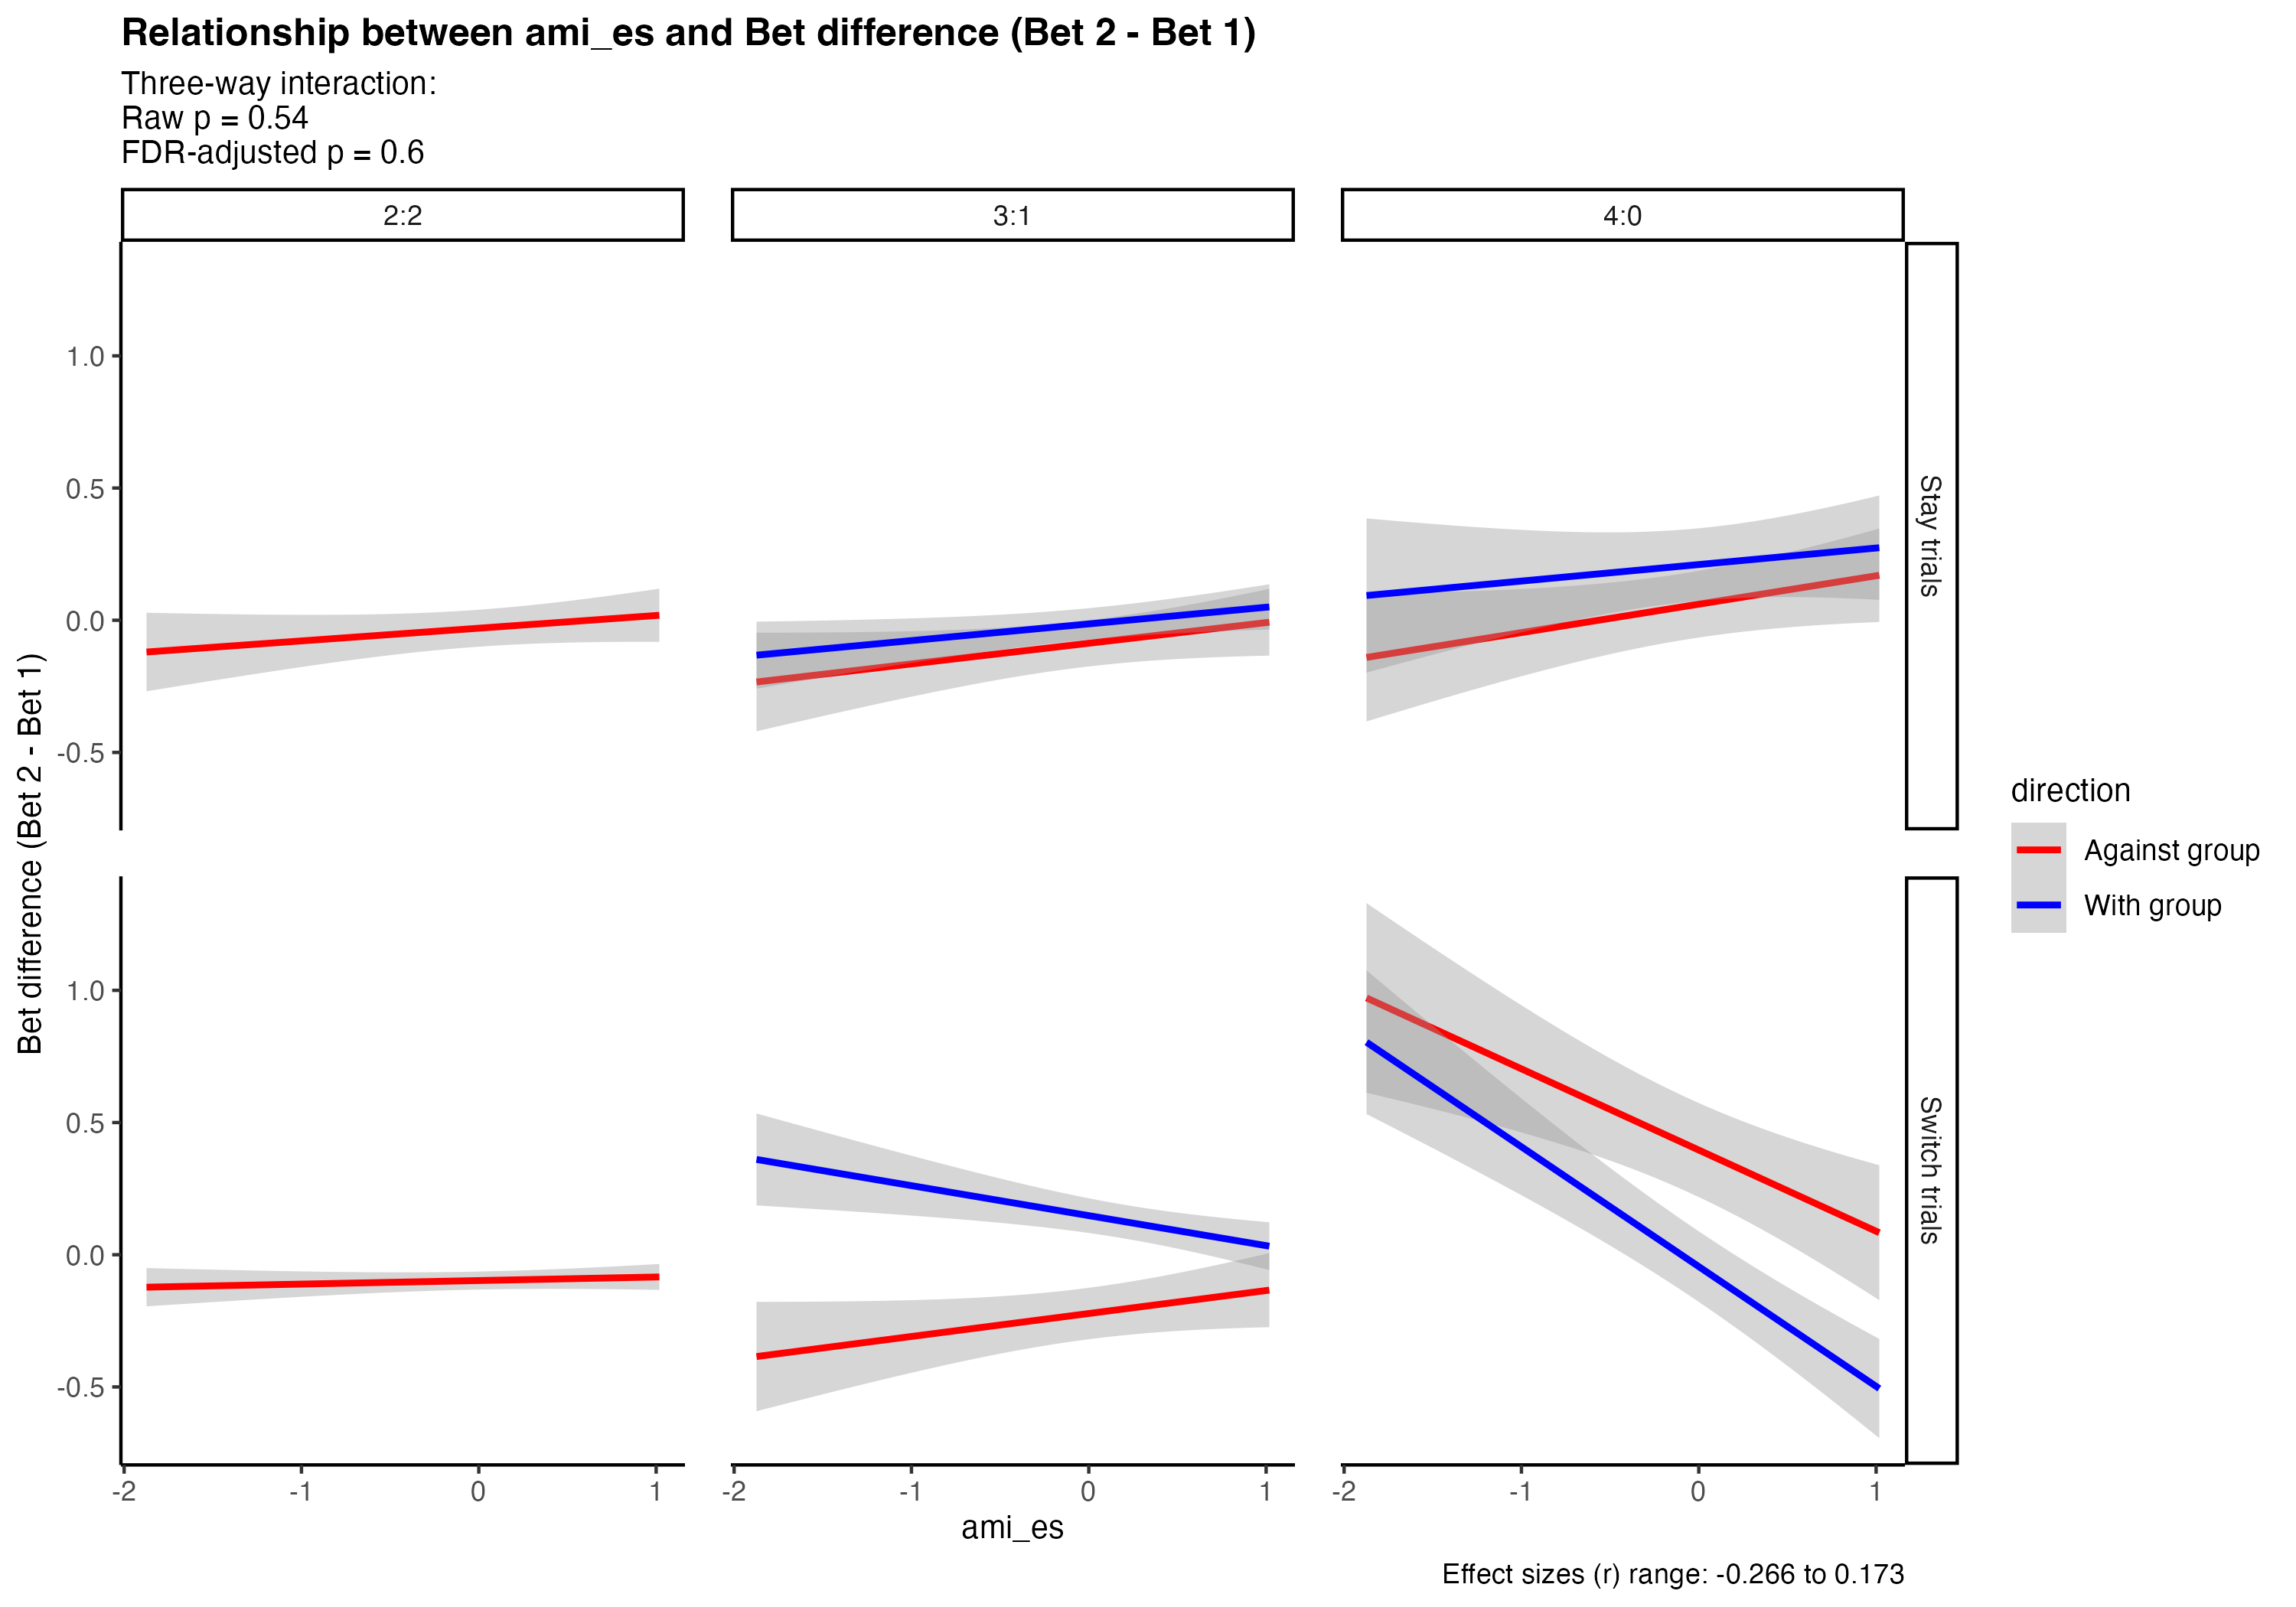 Relationship between ami_es and Bet difference (Bet 2 - Bet 1)
Three-way interaction:
Raw p = 0.54
FDR-adjusted p = 0.6
2:2
3:1
4:0
1.0
0.5
0.0
-0.5
Stay trials
1.0
0.5
0.0
-0.5
Switch trials
Bet difference (Bet 2 - Bet 1)
-2 -1 0 1
-2 -1 0 1
-2 -1 0 1
ami_es
direction
Against group
With group
Effect sizes (r) range: -0.266 to 0.173